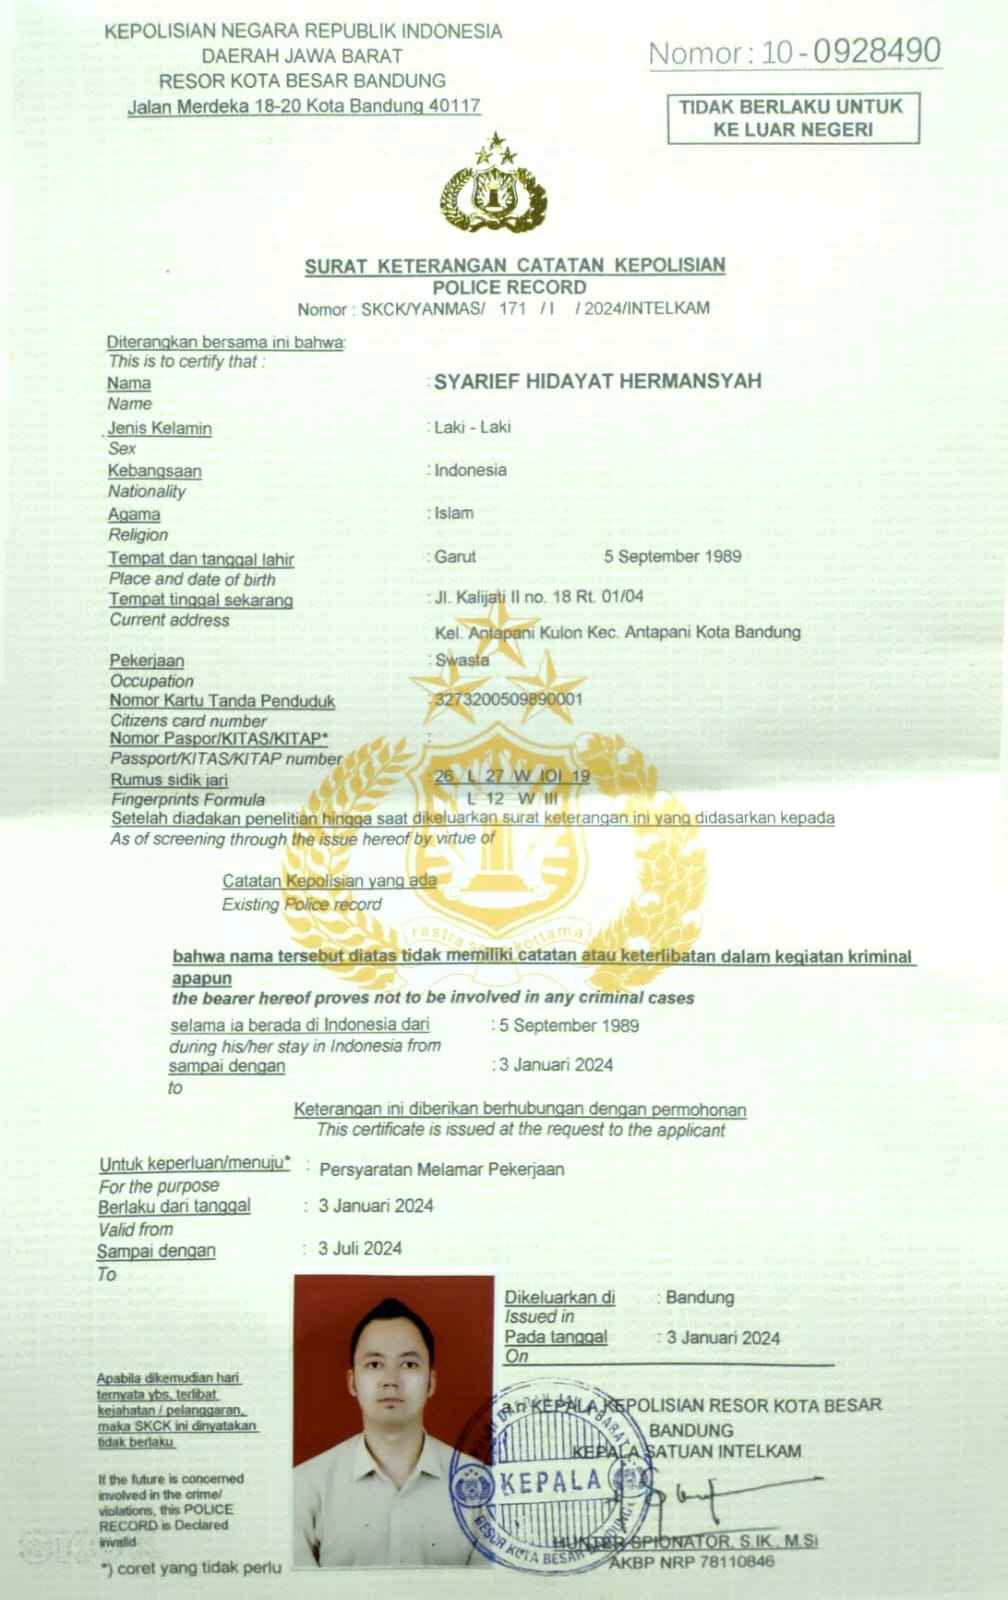 KEPOLISIAN NEGARA REPUBLIK INDONESIA
DAERAH JAWA BARAT
RESOR KOTA BESAR BANDUNG
Jalan Merdeka 18-20 Kota Bandung 40117
Nomor : 10 - 0928490
TIDAK BERLAKU UNTUK
KE LUAR NEGERI
SURAT KETERANGAN CATATAN KEPOLISIAN
POLICE RECORD
Nomor : SKCK/YANMAS/ 171 / I / 2024/INTELKAM
Diterangkan bersama ini bahwa:
This is to certify that :
Nama : SYARIEF HIDAYAT HERMANSYAH
Name
Jenis Kelamin : Laki - Laki
Sex
Kebangsaan : Indonesia
Nationality
Agama : Islam
Religion
Tempat dan tanggal lahir : Garut 5 September 1989
Place and date of birth
Tempat tinggal sekarang : Jl. Kalijati II no. 18 Rt. 01/04
Current address
Kel. Antapani Kulon Kec. Antapani Kota Bandung
Pekerjaan : Swasta
Occupation
Nomor Kartu Tanda Penduduk : 3273200509890001
Citizens card number
Nomor Paspor/KITAS/KITAP* :
Passport/KITAS/KITAP number
Rumus sidik jari : 26 L 27 W IOI 19
Fingerprints Formula L 12 W III
Setelah diadakan penelitian hingga saat dikeluarkan surat keterangan ini yang didasarkan kepada
As of screening through the issue hereof by virtue of
Catatan Kepolisian yang ada
Existing Police record
rastra sewakottama
bahwa nama tersebut diatas tidak memiliki catatan atau keterlibatan dalam kegiatan kriminal
apapun
the bearer hereof proves not to be involved in any criminal cases
selama ia berada di Indonesia dari : 5 September 1989
during his/her stay in Indonesia from
sampai dengan : 3 Januari 2024
to
Keterangan ini diberikan berhubungan dengan permohonan
This certificate is issued at the request to the applicant
Untuk keperluan/menuju* : Persyaratan Melamar Pekerjaan
For the purpose
Berlaku dari tanggal : 3 Januari 2024
Valid from
Sampai dengan : 3 Juli 2024
To
Dikeluarkan di : Bandung
Issued in
Pada tanggal : 3 Januari 2024
On
Apabila dikemudian hari
ternyata ybs, terlibat
kejahatan / pelanggaran,
maka SKCK ini dinyatakan
tidak berlaku
If the future is concerned
involved in the crime/
violations, this POLICE
RECORD is Declared
invalid
*) coret yang tidak perlu
a.n KEPALA KEPOLISIAN RESOR KOTA BESAR
BANDUNG
KEPALA SATUAN INTELKAM
KEPALA
RESOR KOTA BESAR BANDUNG
HUNTER SPIONATOR, S.IK., M.Si
AKBP NRP 78110846